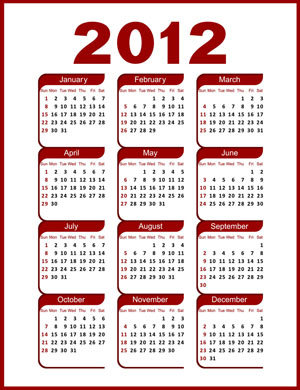 2012
January
Sun Mon Tue Wed Thu Fri Sat
1 2 3 4 5 6 7
8 9 10 11 12 13 14
15 16 17 18 19 20 21
22 23 24 25 26 27 28
29 30 31
February
Sun Mon Tue Wed Thu Fri Sat
1 2 3 4
5 6 7 8 9 10 11
12 13 14 15 16 17 18
19 20 21 22 23 24 25
26 27 28 29
March
Sun Mon Tue Wed Thu Fri Sat
1 2 3
4 5 6 7 8 9 10
11 12 13 14 15 16 17
18 19 20 21 22 23 24
25 26 27 28 29 30 31
April
Sun Mon Tue Wed Thu Fri Sat
1 2 3 4 5 6 7
8 9 10 11 12 13 14
15 16 17 18 19 20 21
22 23 24 25 26 27 28
29 30
May
Sun Mon Tue Wed Thu Fri Sat
1 2 3 4 5
6 7 8 9 10 11 12
13 14 15 16 17 18 19
20 21 22 23 24 25 26
27 28 29 30 31
June
Sun Mon Tue Wed Thu Fri Sat
1 2
3 4 5 6 7 8 9
10 11 12 13 14 15 16
17 18 19 20 21 22 23
24 25 26 27 28 29 30
July
Sun Mon Tue Wed Thu Fri Sat
1 2 3 4 5 6 7
8 9 10 11 12 13 14
15 16 17 18 19 20 21
22 23 24 25 26 27 28
29 30 31
August
Sun Mon Tue Wed Thu Fri Sat
1 2 3 4
5 6 7 8 9 10 11
12 13 14 15 16 17 18
19 20 21 22 23 24 25
26 27 28 29 30 31
September
Sun Mon Tue Wed Thu Fri Sat
1
2 3 4 5 6 7 8
9 10 11 12 13 14 15
16 17 18 19 20 21 22
23 24 25 26 27 28 29
30
October
Sun Mon Tue Wed Thu Fri Sat
1 2 3 4 5 6
7 8 9 10 11 12 13
14 15 16 17 18 19 20
21 22 23 24 25 26 27
28 29 30 31
November
Sun Mon Tue Wed Thu Fri Sat
1 2 3
4 5 6 7 8 9 10
11 12 13 14 15 16 17
18 19 20 21 22 23 24
25 26 27 28 29 30
December
Sun Mon Tue Wed Thu Fri Sat
1
2 3 4 5 6 7 8
9 10 11 12 13 14 15
16 17 18 19 20 21 22
23 24 25 26 27 28 29
30 31